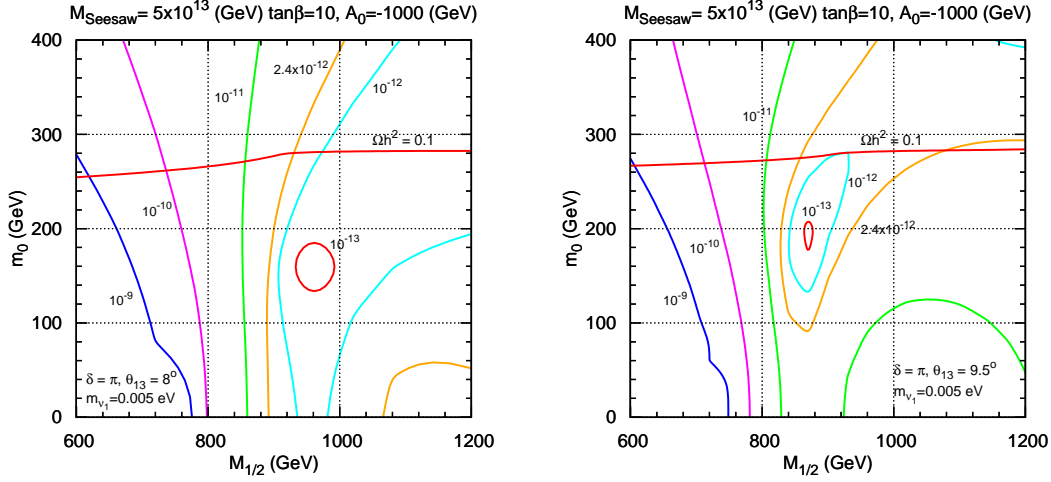 M_Seesaw= 5x10^13 (GeV) tanβ=10, A_0=-1000 (GeV)
400
300
200
100
0
m_0 (GeV)
600
800
1000
1200
M_1/2 (GeV)
2.4x10^-12
10^-12
10^-11
Ωh^2 = 0.1
10^-10
10^-13
10^-9
δ = π, θ_13 = 8^o
m_ν_1=0.005 eV
M_Seesaw= 5x10^13 (GeV) tanβ=10, A_0=-1000 (GeV)
400
300
200
100
0
m_0 (GeV)
600
800
1000
1200
M_1/2 (GeV)
10^-11
Ωh^2 = 0.1
10^-12
10^-13
2.4x10^-12
10^-10
10^-9
δ = π, θ_13 = 9.5^o
m_ν_1=0.005 eV